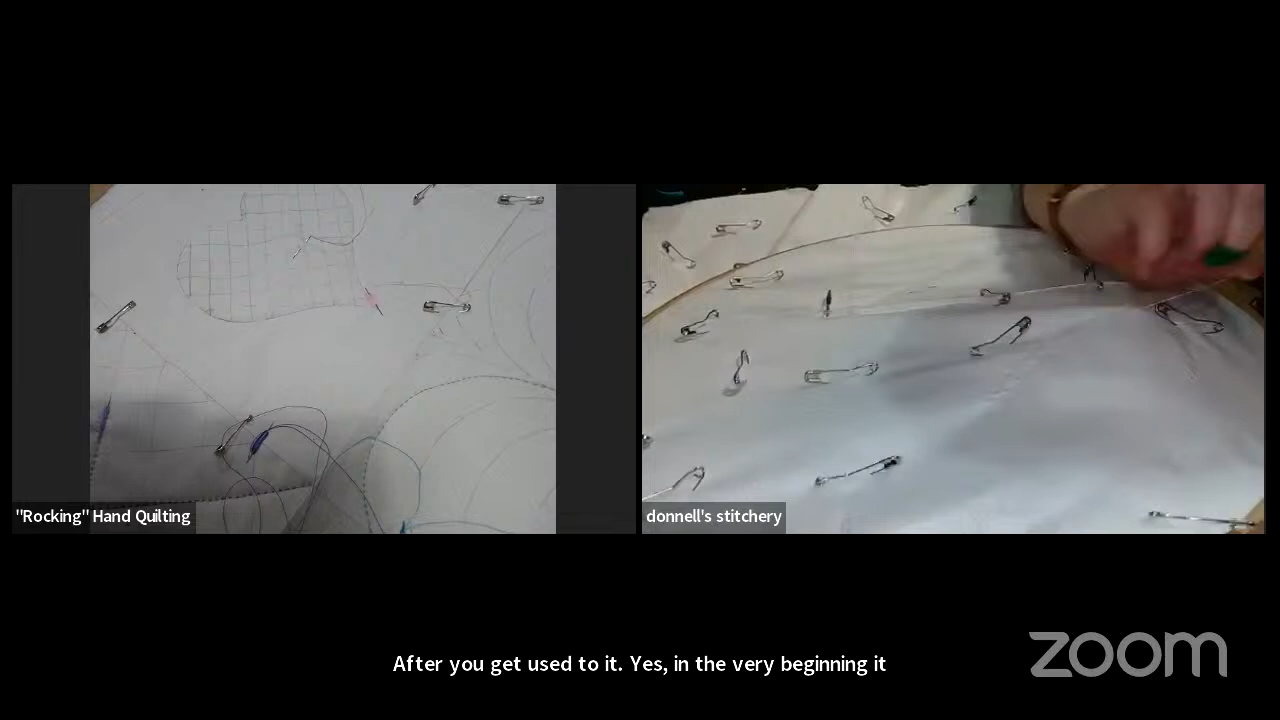 "Rocking" Hand Quilting
donnell's stitchery
After you get used to it. Yes, in the very beginning it
zoom